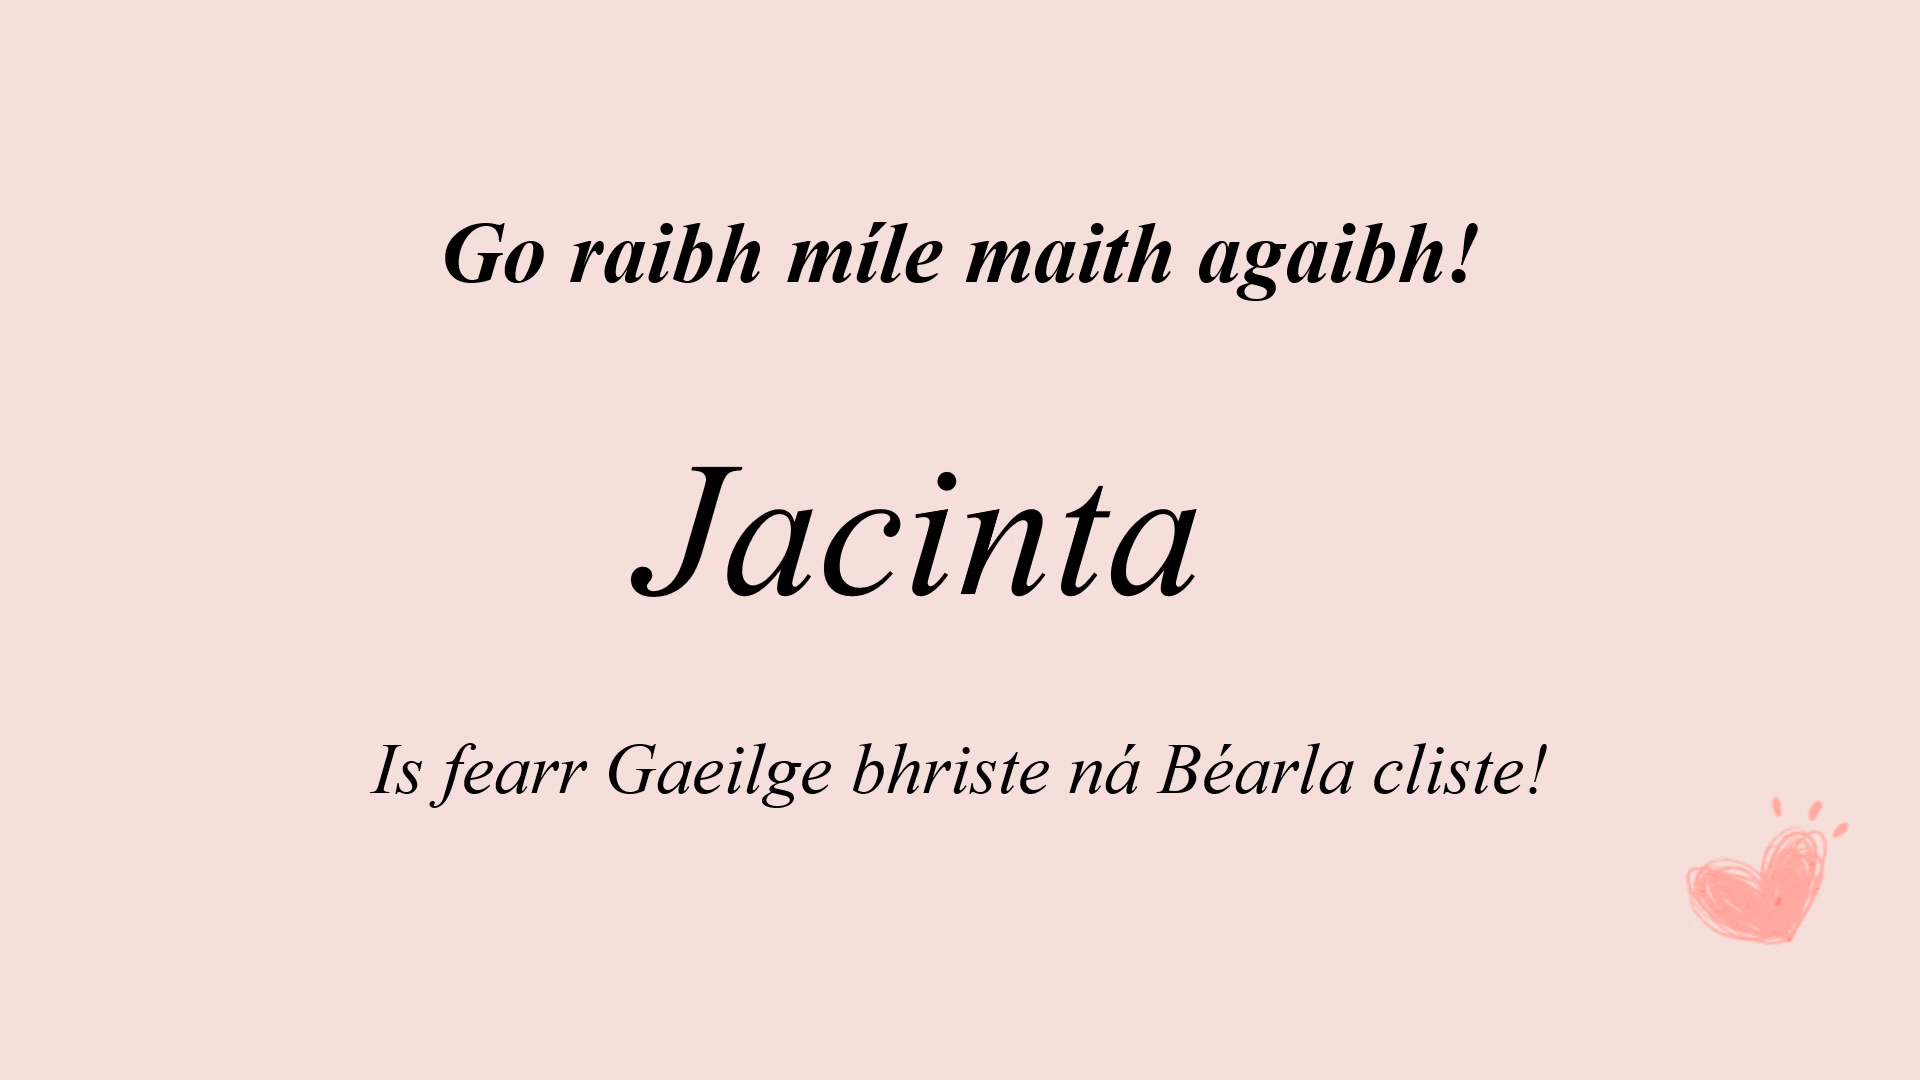 Go raibh míle maith agaibh!
Jacinta
Is fearr Gaeilge bhriste ná Béarla cliste!